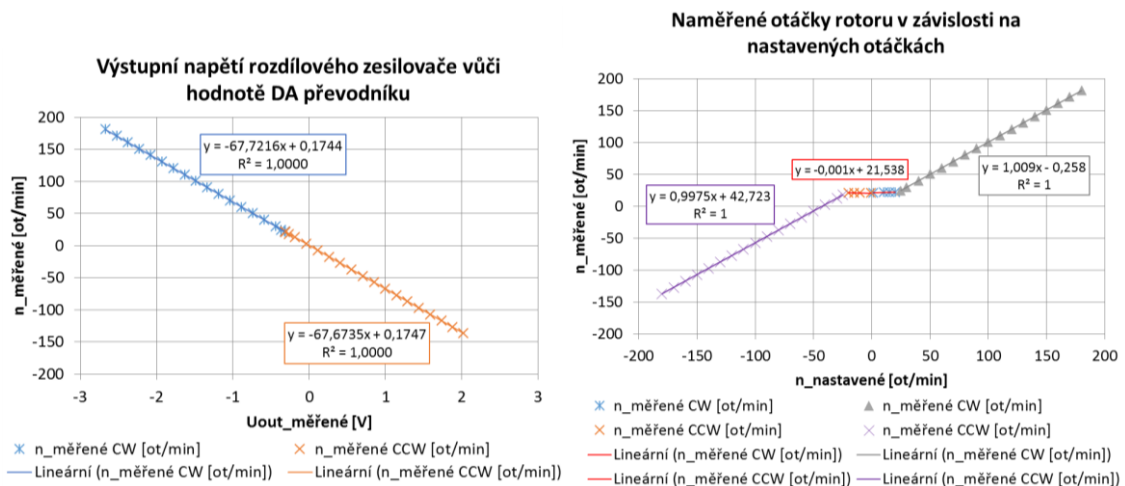 Výstupní napětí rozdílového zesilovače vůči
hodnotě DA převodníku
n_měřené [ot/min]
200
150
100
50
0
-50
-100
-150
-200
y = -67,7216x + 0,1744
R² = 1,0000
y = -67,6735x + 0,1747
R² = 1,0000
-3 -2 -1 0 1 2 3
Uout_měřené [V]
n_měřené CW [ot/min] n_měřené CCW [ot/min]
Lineární (n_měřené CW [ot/min]) Lineární (n_měřené CCW [ot/min])
Naměřené otáčky rotoru v závislosti na
nastavených otáčkách
n_měřené [ot/min]
200
150
100
50
0
-50
-100
-150
-200
y = -0,001x + 21,538
y = 1,009x - 0,258
R² = 1
y = 0,9975x + 42,723
R² = 1
-200 -150 -100 -50 0 50 100 150 200
n_nastavené [ot/min]
n_měřené CW [ot/min] n_měřené CW [ot/min]
n_měřené CCW [ot/min] n_měřené CCW [ot/min]
Lineární (n_měřené CW [ot/min]) Lineární (n_měřené CW [ot/min])
Lineární (n_měřené CCW [ot/min]) Lineární (n_měřené CCW [ot/min])